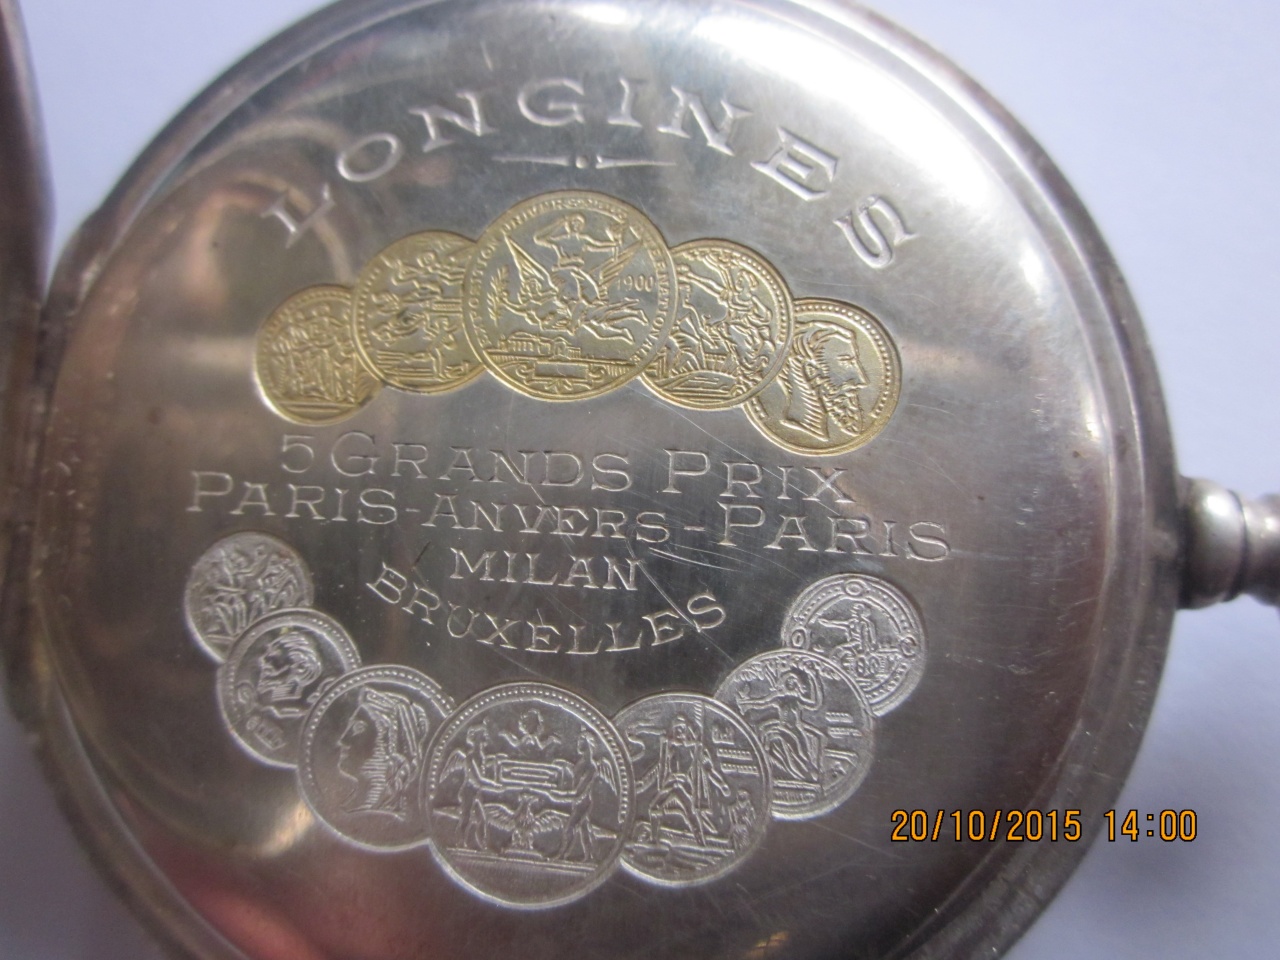 LONGINES
1900
5 GRANDS PRIX
PARIS-ANVERS-PARIS
MILAN
BRUXELLES
20/10/2015 14:00